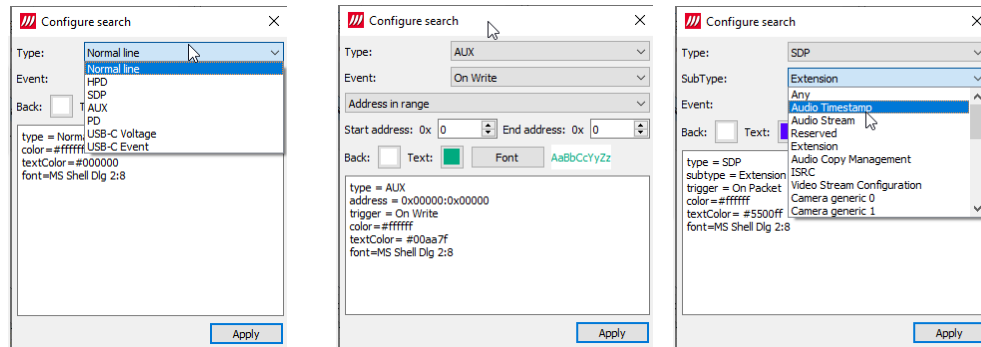 Configure search
Type:
Normal line
Normal line
HPD
SDP
AUX
PD
USB-C Voltage
USB-C Event
Event:
Back:
T
type = Norm
color=#ffffff
textColor=#000000
font=MS Shell Dlg 2:8
Apply
Configure search
Type:
AUX
Event:
On Write
Address in range
Start address: 0x
0
End address: 0x
0
Back:
Text:
Font
AaBbCcYyZz
type = AUX
address = 0x00000:0x00000
trigger = On Write
color=#ffffff
textColor= #00aa7f
font=MS Shell Dlg 2:8
Apply
Configure search
Type:
SDP
SubType:
Extension
Any
Audio Timestamp
Audio Stream
Reserved
Extension
Audio Copy Management
ISRC
Video Stream Configuration
Camera generic 0
Camera generic 1
Event:
Back:
Text:
type = SDP
subtype = Extension
trigger = On Packet
color=#ffffff
textColor= #5500ff
font=MS Shell Dlg 2:8
Apply